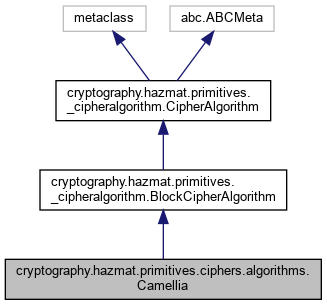 metaclass
abc.ABCMeta
cryptography.hazmat.primitives.
_cipheralgorithm.CipherAlgorithm
cryptography.hazmat.primitives.
_cipheralgorithm.BlockCipherAlgorithm
cryptography.hazmat.primitives.ciphers.algorithms.
Camellia